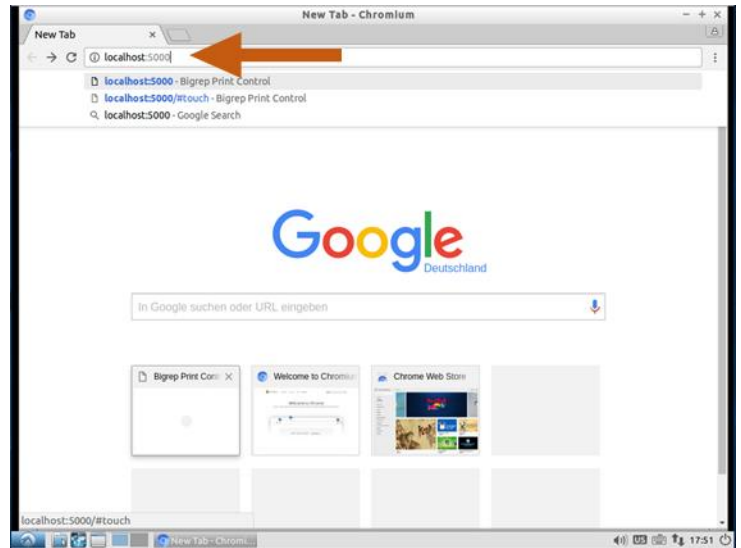 New Tab - Chromium
New Tab
localhost:5000
localhost:5000 - Bigrep Print Control
localhost:5000/#touch - Bigrep Print Control
localhost:5000 - Google Search
Google
Deutschland
In Google suchen oder URL eingeben
Bigrep Print Con
Welcome to Chromiu
Chrome Web Store
localhost:5000/#touch
New Tab - Chromi...
US
17:51